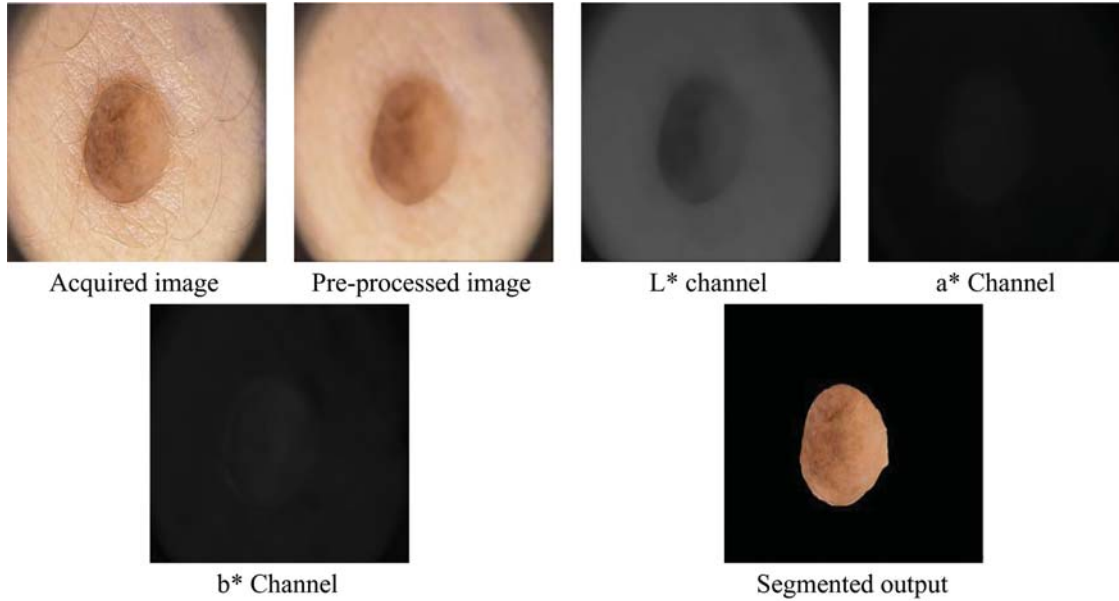 Acquired image
Pre-processed image
L* channel
a* Channel
b* Channel
Segmented output